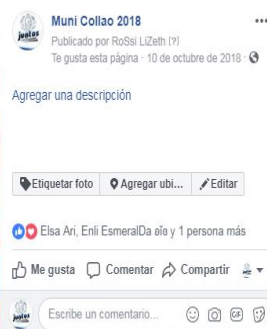 Muni Collao 2018
Publicado por RoSsi LiZeth [?]
Te gusta esta página · 10 de octubre de 2018 ·
Agregar una descripción
Etiquetar foto
Agregar ubi...
Editar
Elsa Ari, Enli EsmeralDa and y 1 persona más
Me gusta
Comentar
Compartir
Escribe un comentario...
GIF